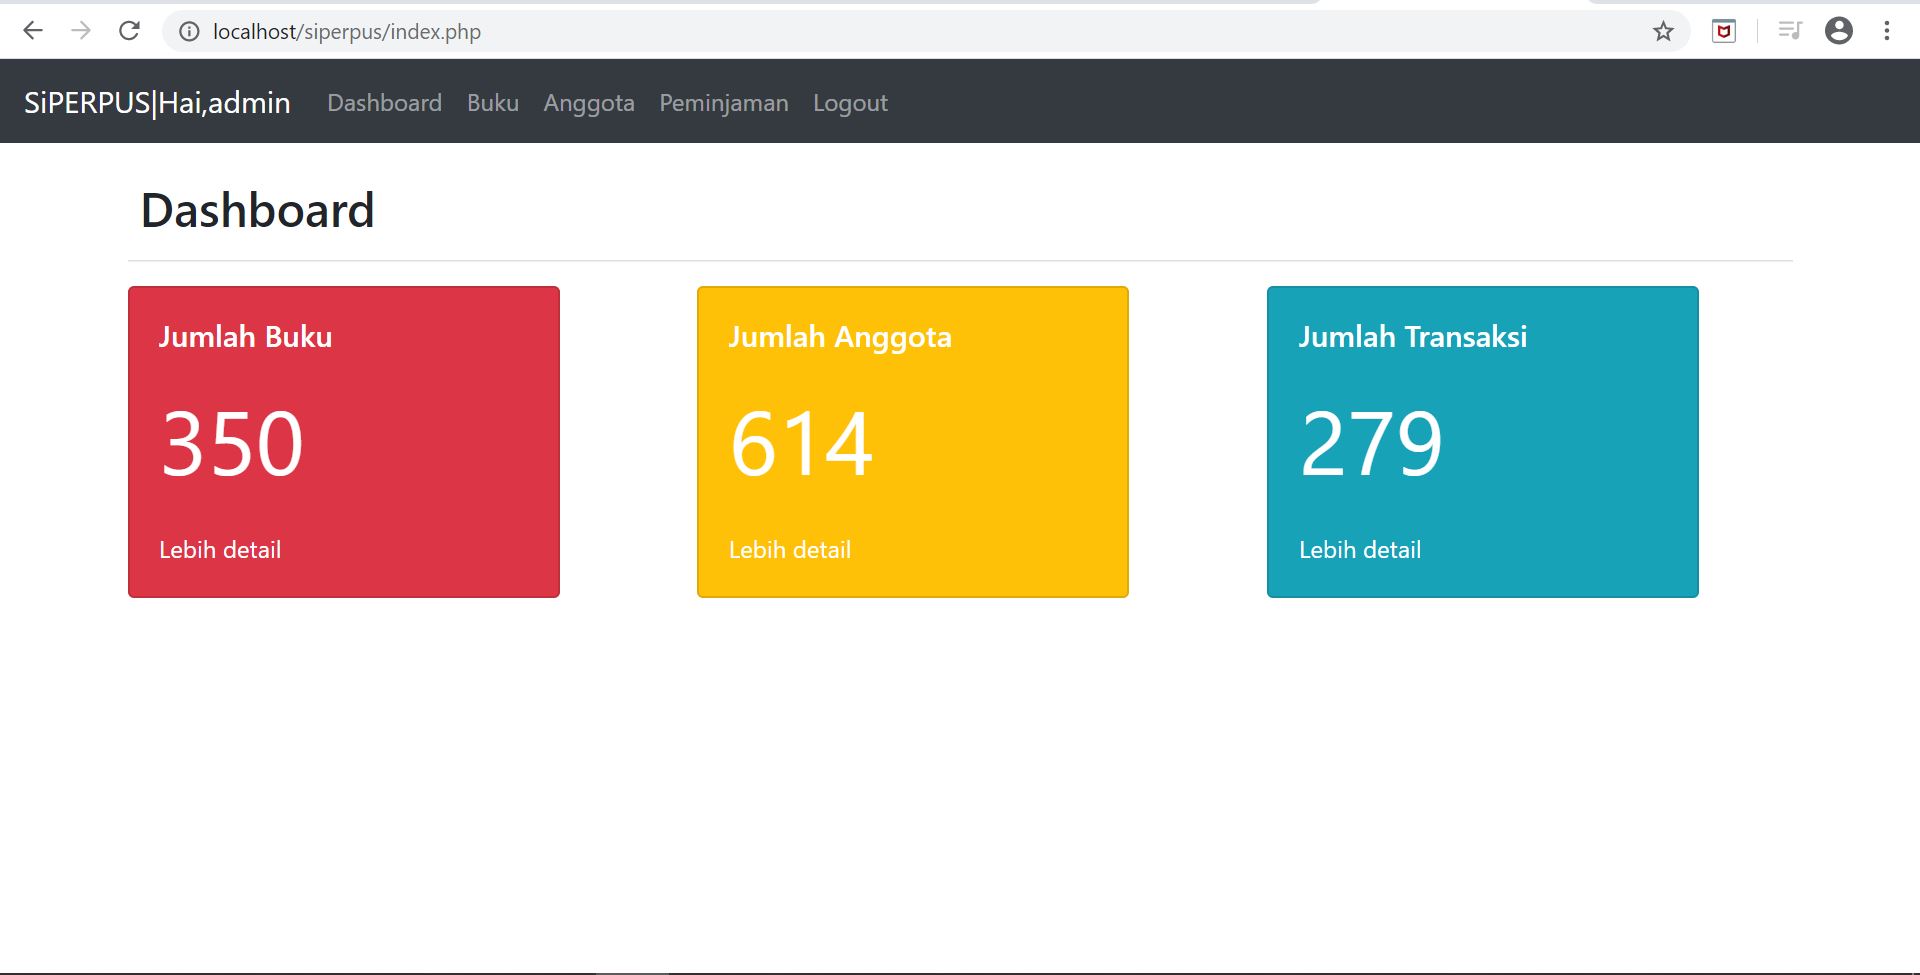 localhost/siperpus/index.php
SiPERPUS|Hai,admin Dashboard Buku Anggota Peminjaman Logout
Dashboard
Jumlah Buku
350
Lebih detail
Jumlah Anggota
614
Lebih detail
Jumlah Transaksi
279
Lebih detail